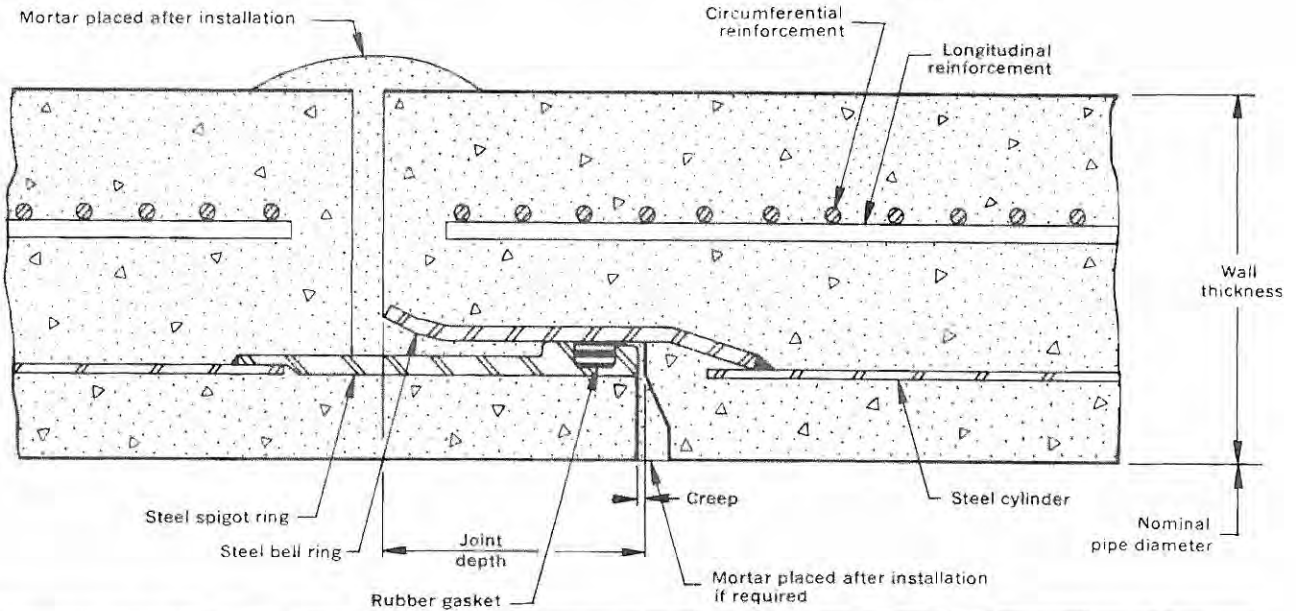 Mortar placed after installation
Circumferential
reinforcement
Longitudinal
reinforcement
Wall
thickness
Steel spigot ring
Steel bell ring
Joint
depth
Rubber gasket
Creep
Mortar placed after installation
if required
Steel cylinder
Nominal
pipe diameter